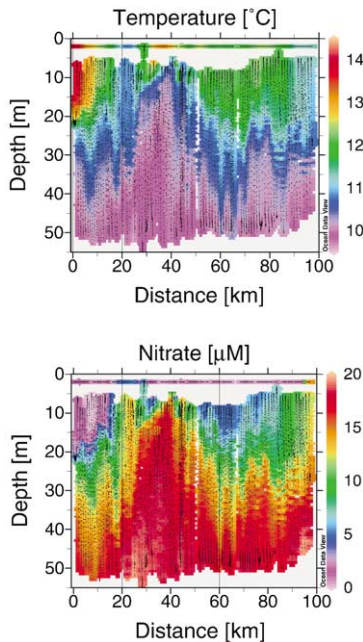 Temperature [°C]
0
10
20
30
40
50
Depth [m]
14
13
12
11
10
Ocean Data View
0 20 40 60 80 100
Distance [km]
Nitrate [μM]
0
10
20
30
40
50
Depth [m]
20
15
10
5
0
Ocean Data View
0 20 40 60 80 100
Distance [km]